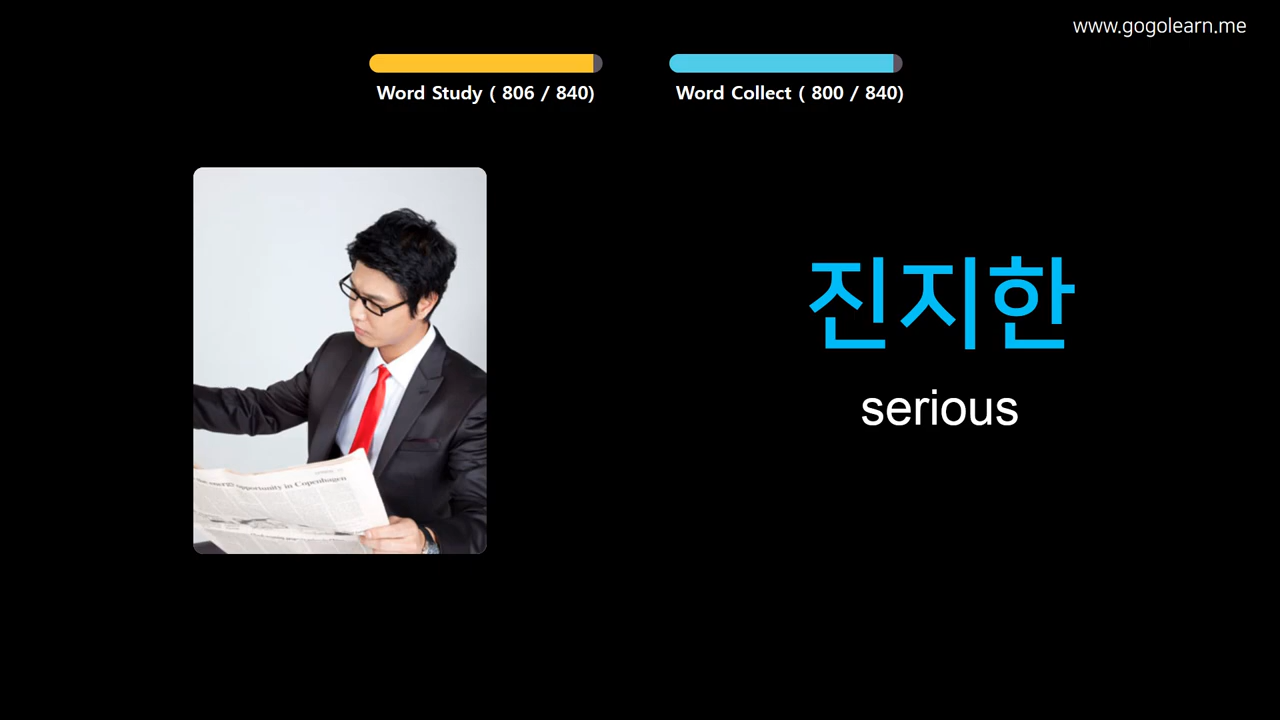 www.gogolearn.me
Word Study ( 806 / 840)
Word Collect ( 800 / 840)
진지한
serious
opportunity in Copenhagen